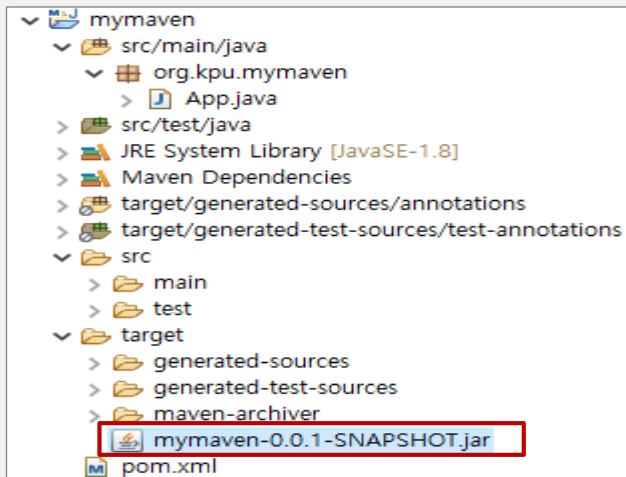 mymaven
src/main/java
org.kpu.mymaven
App.java
src/test/java
JRE System Library [JavaSE-1.8]
Maven Dependencies
target/generated-sources/annotations
target/generated-test-sources/test-annotations
src
main
test
target
generated-sources
generated-test-sources
maven-archiver
mymaven-0.0.1-SNAPSHOT.jar
pom.xml